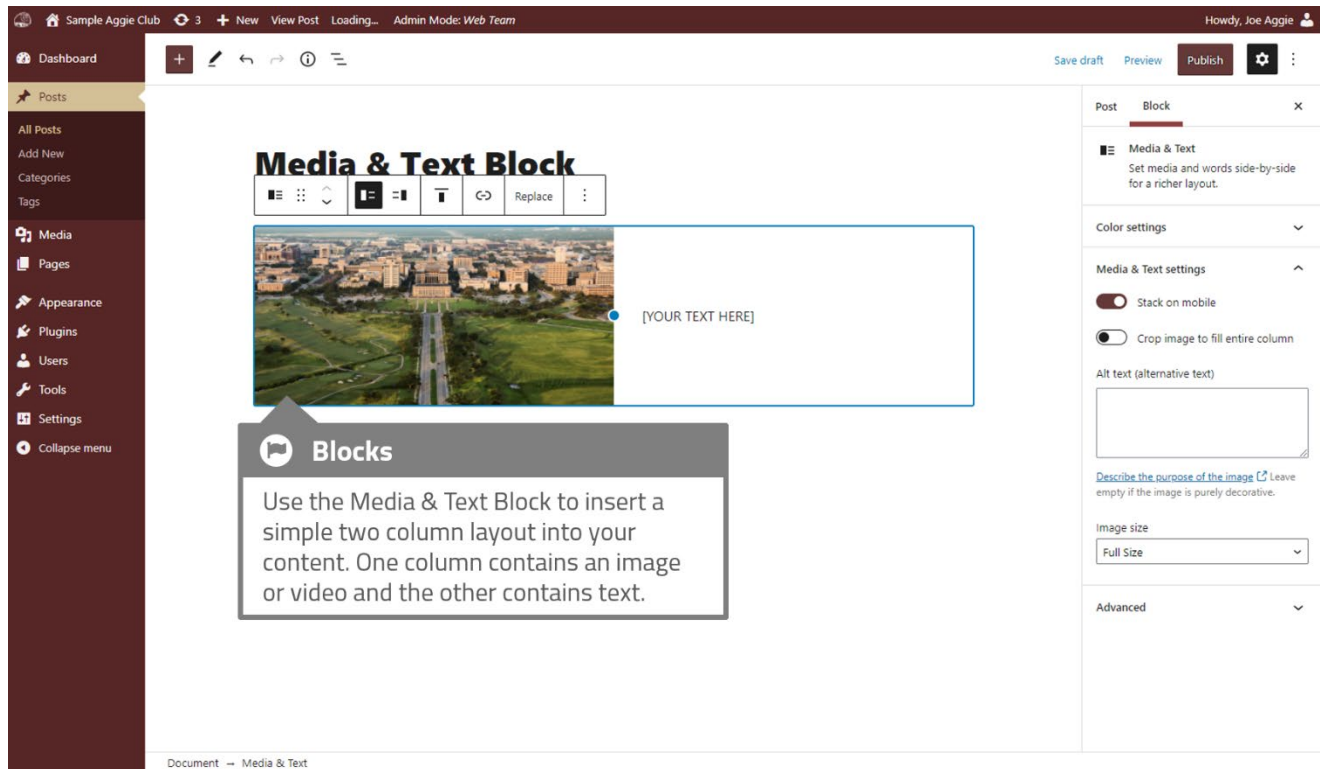 Sample Aggie Club 3 New View Post Loading... Admin Mode: Web Team Howdy, Joe Aggie
Dashboard
Posts
All Posts
Add New
Categories
Tags
Media
Pages
Appearance
Plugins
Users
Tools
Settings
Collapse menu
Save draft Preview Publish
Media & Text Block
Replace
[YOUR TEXT HERE]
Blocks
Use the Media & Text Block to insert a
simple two column layout into your
content. One column contains an image
or video and the other contains text.
Post Block
Media & Text
Set media and words side-by-side
for a richer layout.
Color settings
Media & Text settings
Stack on mobile
Crop image to fill entire column
Alt text (alternative text)
Describe the purpose of the image Leave
empty if the image is purely decorative.
Image size
Full Size
Advanced
Document → Media & Text